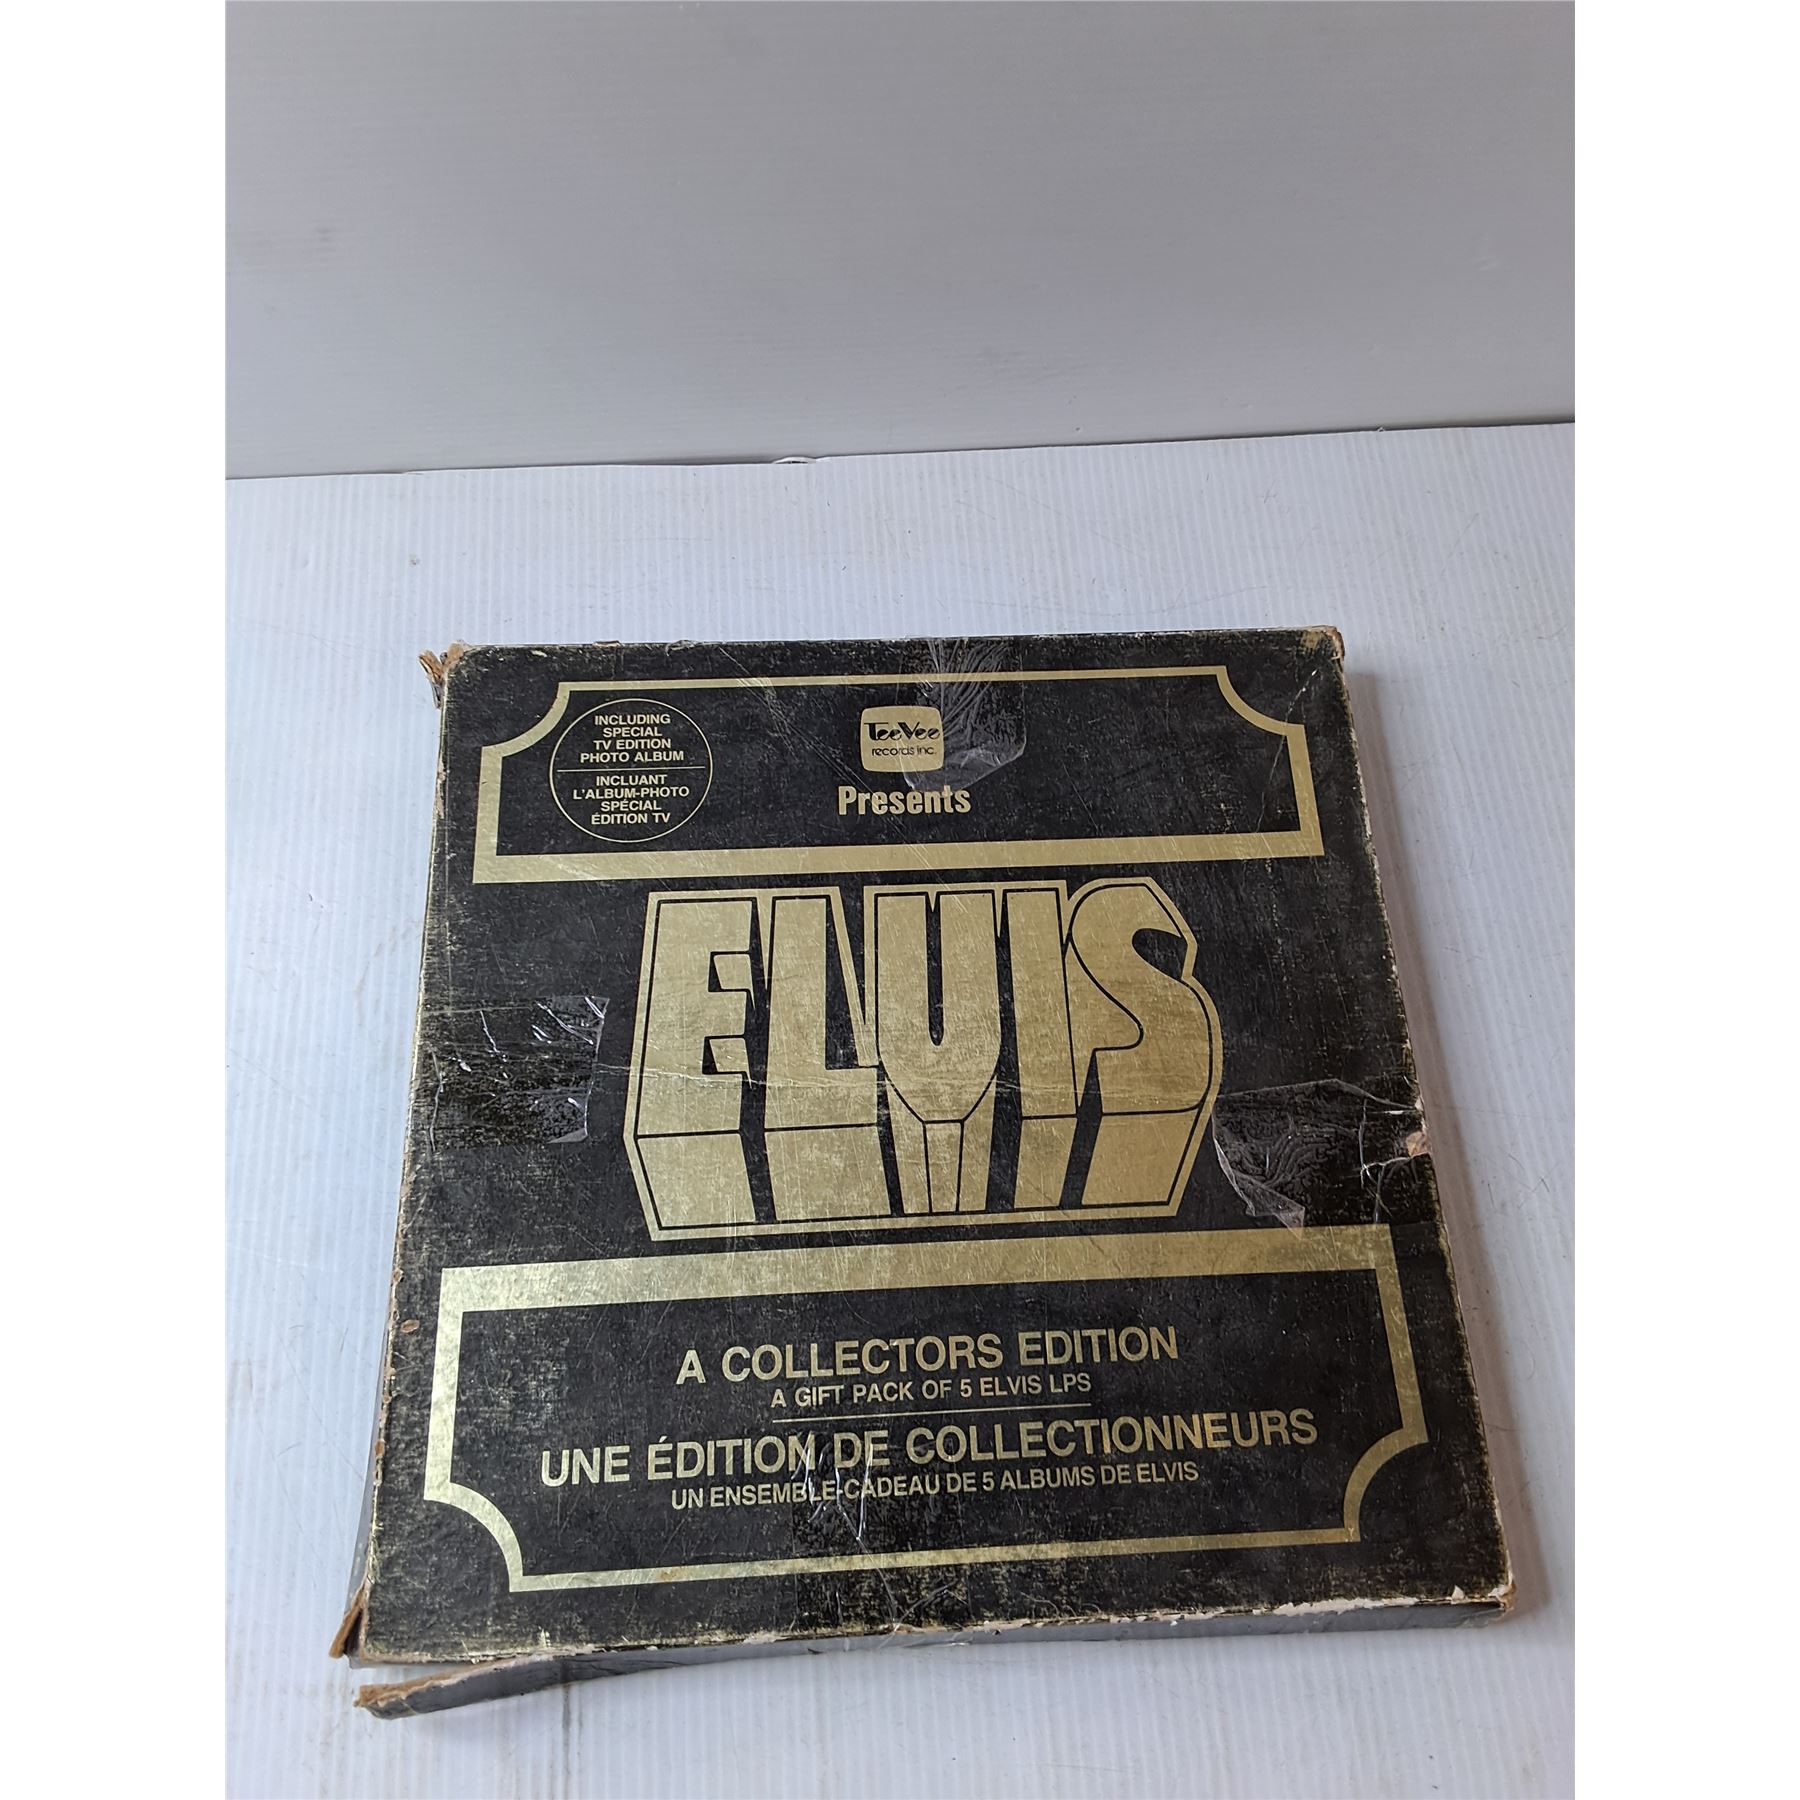 INCLUDING
SPECIAL
TV EDITION
PHOTO ALBUM
INCLUANT
L'ALBUM-PHOTO
SPÉCIAL
ÉDITION TV
TeeVee
records inc.
Presents
ELVIS
A COLLECTORS EDITION
A GIFT PACK OF 5 ELVIS LPS
UNE ÉDITION DE COLLECTIONNEURS
UN ENSEMBLE-CADEAU DE 5 ALBUMS DE ELVIS